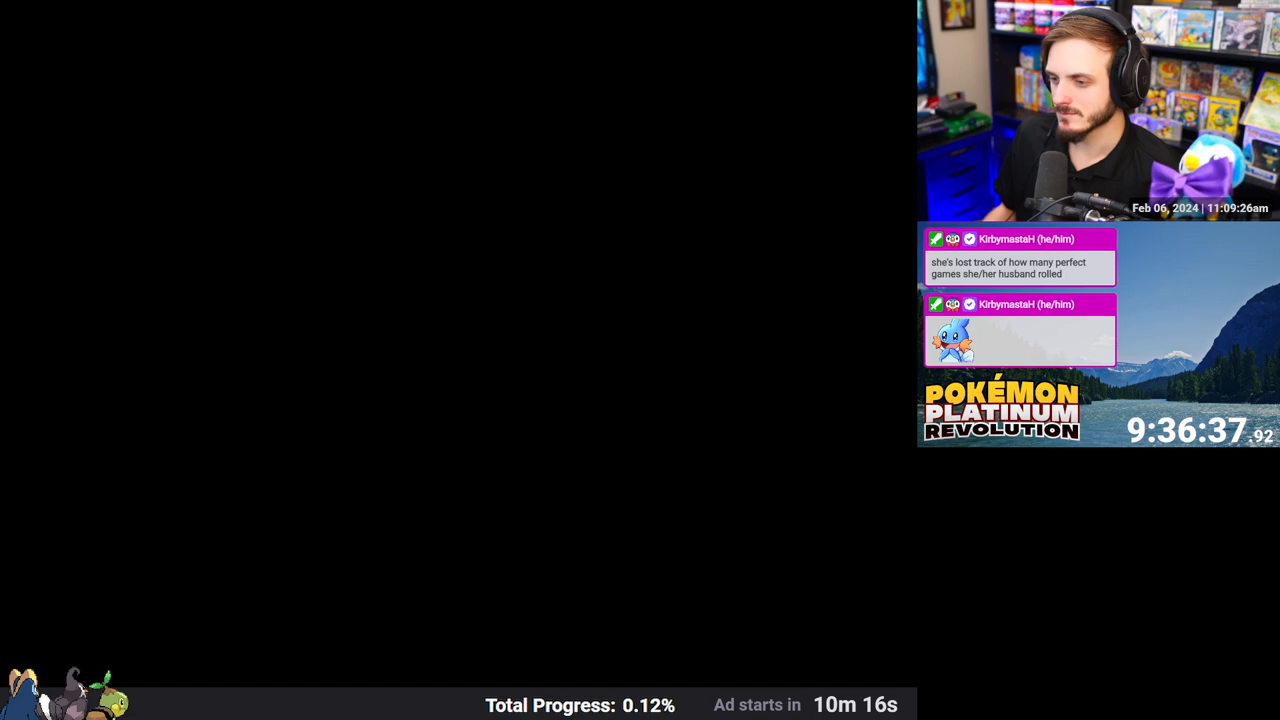 Feb 06, 2024 | 11:09:26am
KirbymastaH (he/him)
she's lost track of how many perfect
games she/her husband rolled
KirbymastaH (he/him)
POKÉMON
PLATINUM
REVOLUTION
9:36:37.92
Total Progress: 0.12%
Ad starts in 10m 16s